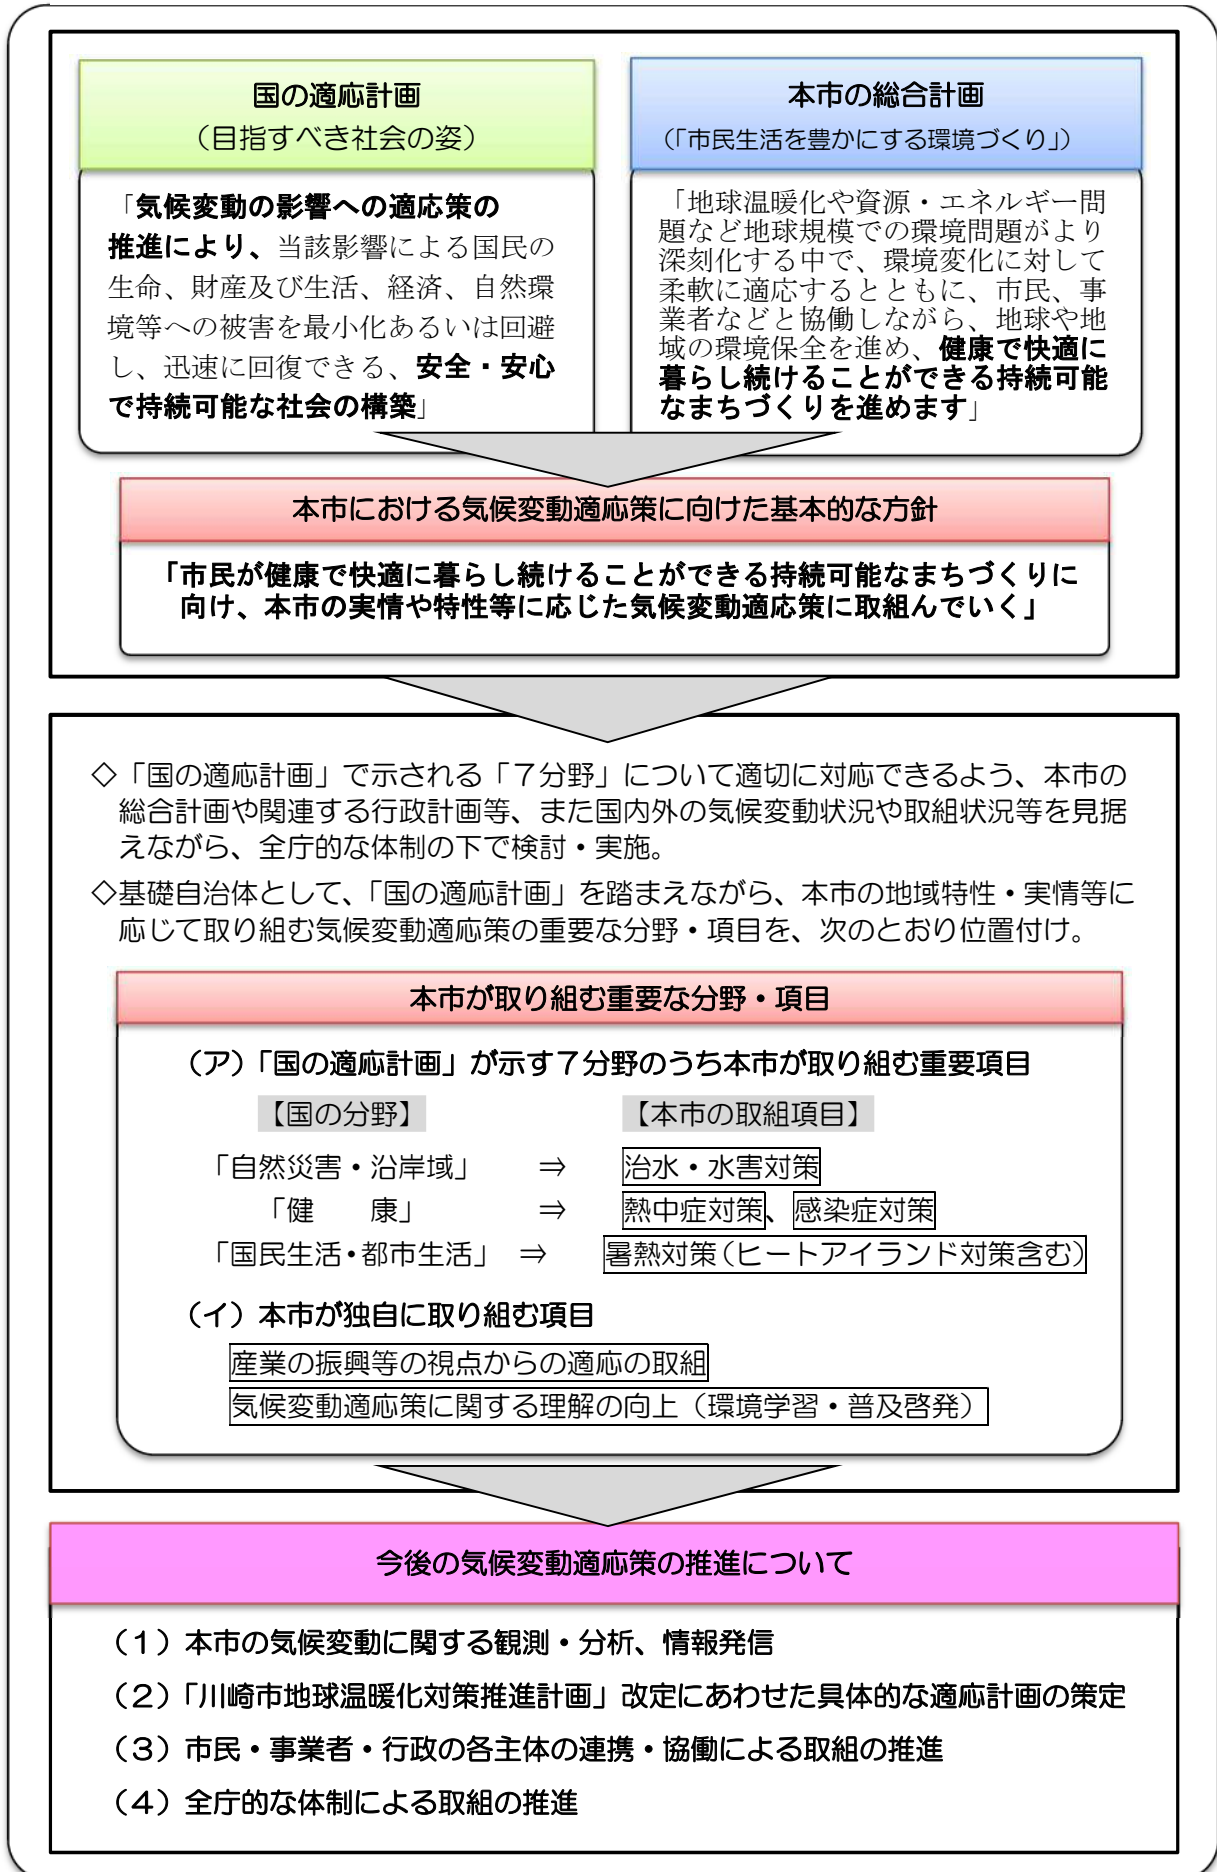 国の適応計画
（目指すべき社会の姿）
「気候変動の影響への適応策の
推進により、当該影響による国民の
生命、財産及び生活、経済、自然環
境等への被害を最小化あるいは回避
し、迅速に回復できる、安全・安心
で持続可能な社会の構築」
本市の総合計画
（「市民生活を豊かにする環境づくり」）
「地球温暖化や資源・エネルギー問
題など地球規模での環境問題がより
深刻化する中で、環境変化に対して
柔軟に適応するとともに、市民、事
業者などと協働しながら、地球や地
域の環境保全を進め、健康で快適に
暮らし続けることができる持続可能
なまちづくりを進めます」
本市における気候変動適応策に向けた基本的な方針
「市民が健康で快適に暮らし続けることができる持続可能なまちづくりに
向け、本市の実情や特性等に応じた気候変動適応策に取組んでいく」
◇「国の適応計画」で示される「７分野」について適切に対応できるよう、本市の
総合計画や関連する行政計画等、また国内外の気候変動状況や取組状況等を見据
えながら、全庁的な体制の下で検討・実施。
◇基礎自治体として、「国の適応計画」を踏まえながら、本市の地域特性・実情等に
応じて取り組む気候変動適応策の重要な分野・項目を、次のとおり位置付け。
本市が取り組む重要な分野・項目
（ア）「国の適応計画」が示す７分野のうち本市が取り組む重要項目
【国の分野】　【本市の取組項目】
「自然災害・沿岸域」　⇒　治水・水害対策
「健　　康」　⇒　熱中症対策、感染症対策
「国民生活・都市生活」　⇒　暑熱対策（ヒートアイランド対策含む）
（イ）本市が独自に取り組む項目
産業の振興等の視点からの適応の取組
気候変動適応策に関する理解の向上（環境学習・普及啓発）
今後の気候変動適応策の推進について
（１）本市の気候変動に関する観測・分析、情報発信
（２）「川崎市地球温暖化対策推進計画」改定にあわせた具体的な適応計画の策定
（３）市民・事業者・行政の各主体の連携・協働による取組の推進
（４）全庁的な体制による取組の推進